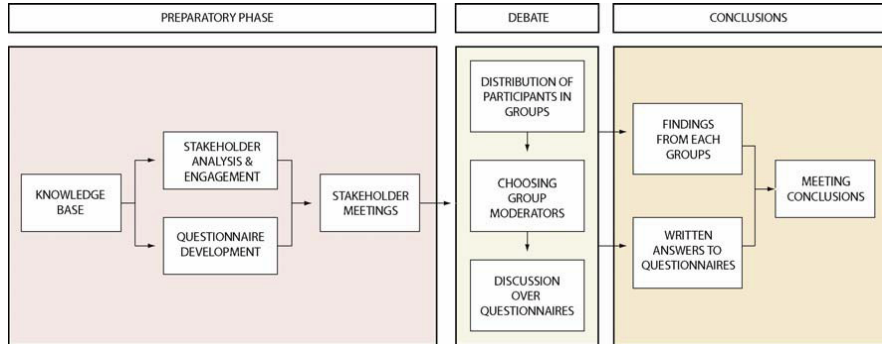 PREPARATORY PHASE
DEBATE
CONCLUSIONS
KNOWLEDGE
BASE
STAKEHOLDER
ANALYSIS &
ENGAGEMENT
QUESTIONNAIRE
DEVELOPMENT
STAKEHOLDER
MEETINGS
DISTRIBUTION OF
PARTICIPANTS IN
GROUPS
CHOOSING
GROUP
MODERATORS
DISCUSSION
OVER
QUESTIONNAIRES
FINDINGS
FROM EACH
GROUPS
WRITTEN
ANSWERS TO
QUESTIONNAIRES
MEETING
CONCLUSIONS